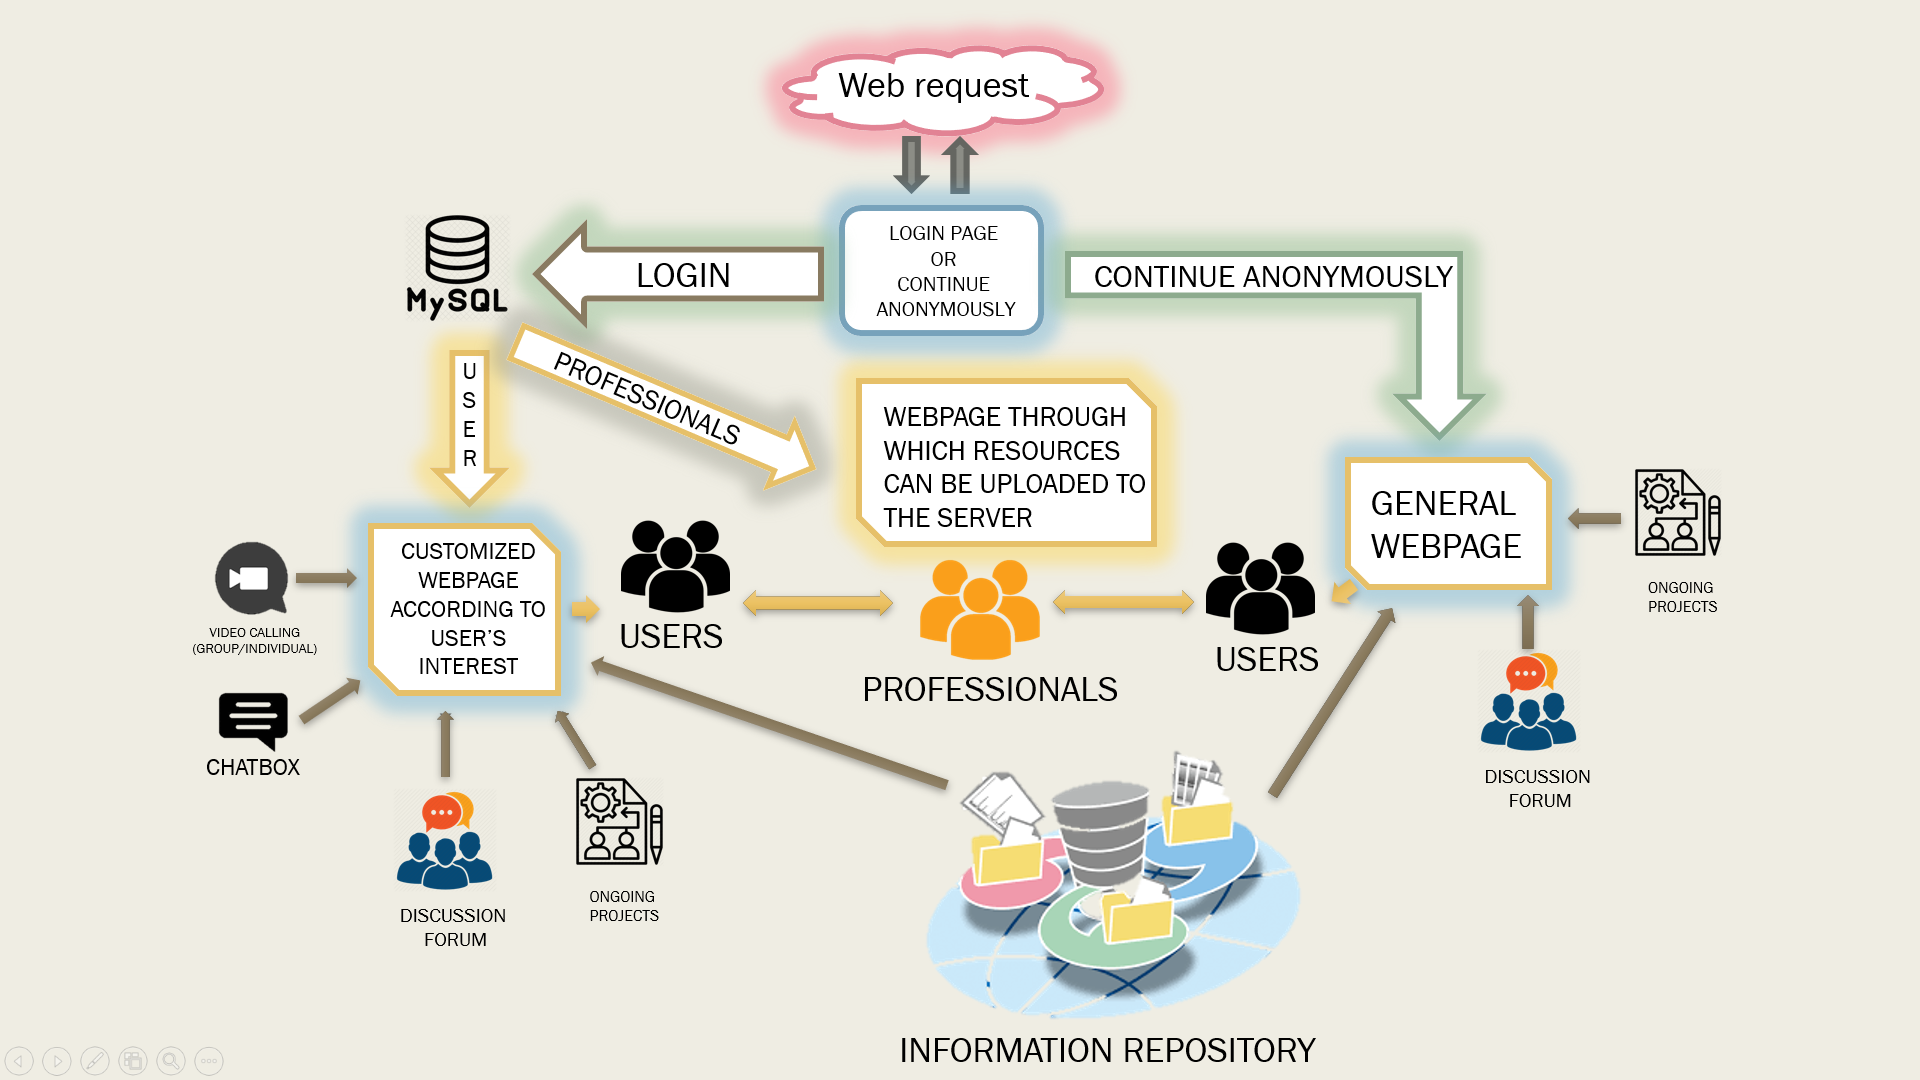 Web request
LOGIN PAGE
OR
CONTINUE
ANONYMOUSLY
LOGIN
CONTINUE ANONYMOUSLY
MySQL
USER
PROFESSIONALS
WEBPAGE THROUGH
WHICH RESOURCES
CAN BE UPLOADED TO
THE SERVER
GENERAL
WEBPAGE
CUSTOMIZED
WEBPAGE
ACCORDING TO
USER'S
INTEREST
USERS
PROFESSIONALS
USERS
ONGOING
PROJECTS
VIDEO CALLING
(GROUP/INDIVIDUAL)
CHATBOX
DISCUSSION
FORUM
ONGOING
PROJECTS
DISCUSSION
FORUM
INFORMATION REPOSITORY